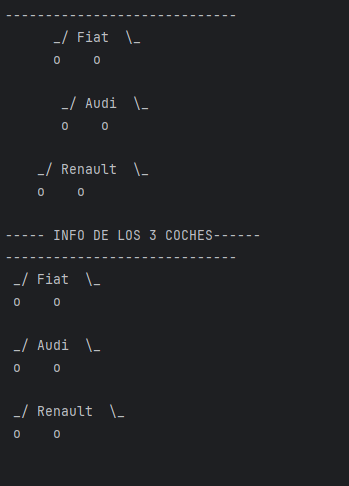 -----------------------------
      _/ Fiat  \_
      o    o
       _/ Audi  \_
       o    o
    _/ Renault  \_
    o    o
----- INFO DE LOS 3 COCHES------
-----------------------------
 _/ Fiat  \_
 o    o
 _/ Audi  \_
 o    o
 _/ Renault  \_
 o    o